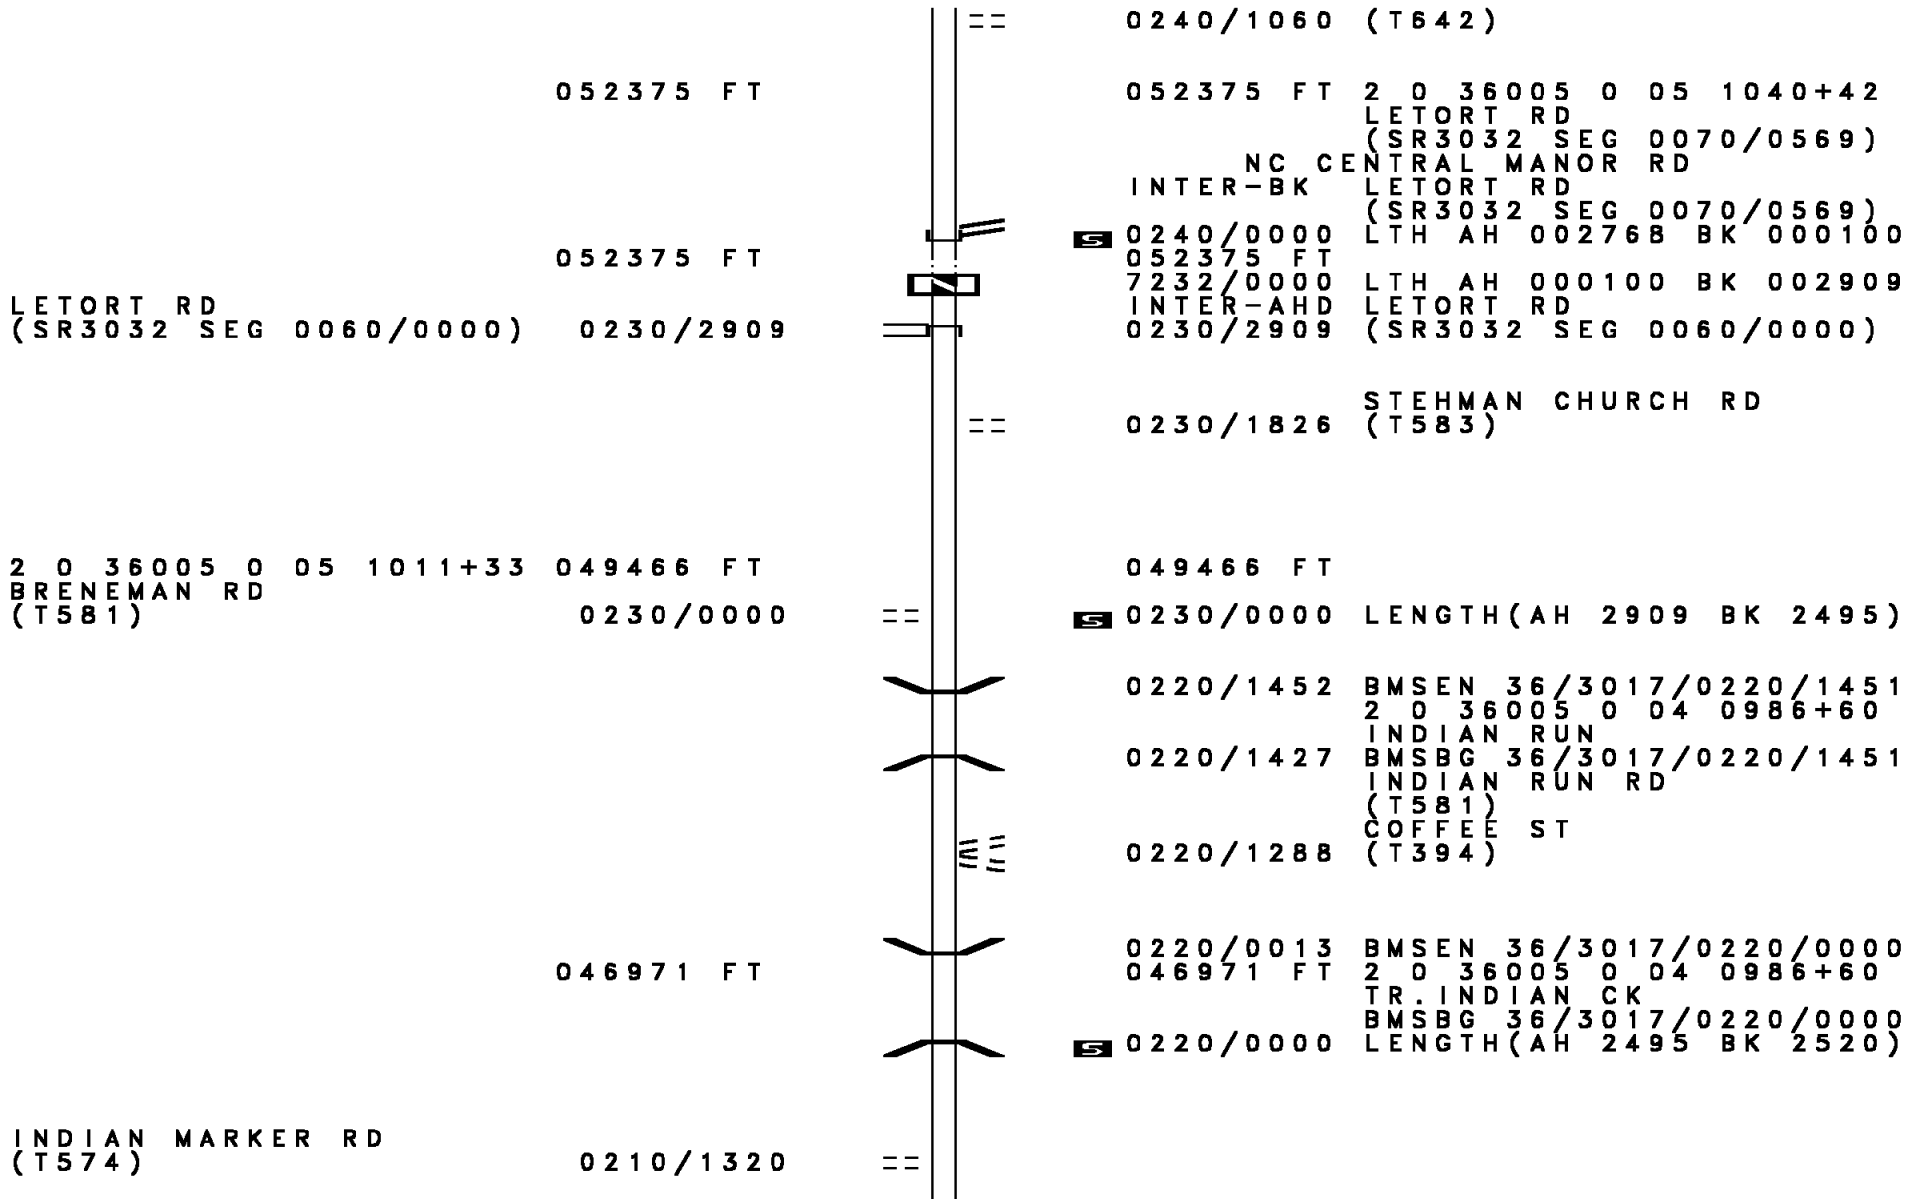 0240/1060 (T642)
052375 FT 052375 FT 2 0 36005 0 05 1040+42
LETORT RD
(SR3032 SEG 0070/0569)
NC CENTRAL MANOR RD
INTER-BK LETORT RD
(SR3032 SEG 0070/0569)
S 0240/0000 LTH AH 002768 BK 000100
052375 FT 052375 FT
7232/0000 LTH AH 000100 BK 002909
LETORT RD INTER-AHD LETORT RD
(SR3032 SEG 0060/0000) 0230/2909 0230/2909 (SR3032 SEG 0060/0000)
STEHMAN CHURCH RD
0230/1826 (T583)
2 0 36005 0 05 1011+33 049466 FT 049466 FT
BRENEMAN RD
(T581) 0230/0000 S 0230/0000 LENGTH(AH 2909 BK 2495)
0220/1452 BMSEN 36/3017/0220/1451
2 0 36005 0 04 0986+60
INDIAN RUN
0220/1427 BMSBG 36/3017/0220/1451
INDIAN RUN RD
(T581)
COFFEE ST
0220/1288 (T394)
0220/0013 BMSEN 36/3017/0220/0000
046971 FT 046971 FT 2 0 36005 0 04 0986+60
TR.INDIAN CK
BMSBG 36/3017/0220/0000
S 0220/0000 LENGTH(AH 2495 BK 2520)
INDIAN MARKER RD
(T574) 0210/1320